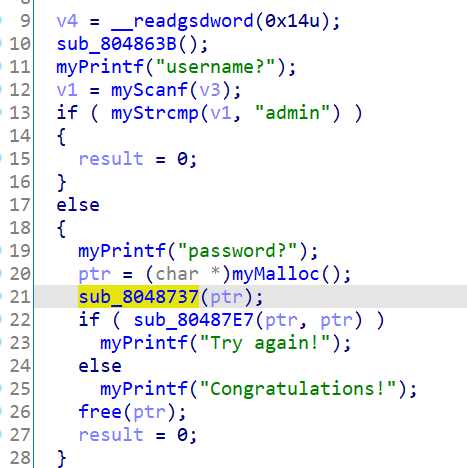 9 v4 = __readgsdword(0x14u);
10 sub_804863B();
11 myPrintf("username?");
12 v1 = myScanf(v3);
13 if ( myStrcmp(v1, "admin") )
14 {
15 result = 0;
16 }
17 else
18 {
19 myPrintf("password?");
20 ptr = (char *)myMalloc();
21 sub_8048737(ptr);
22 if ( sub_80487E7(ptr, ptr) )
23 myPrintf("Try again!");
24 else
25 myPrintf("Congratulations!");
26 free(ptr);
27 result = 0;
28 }